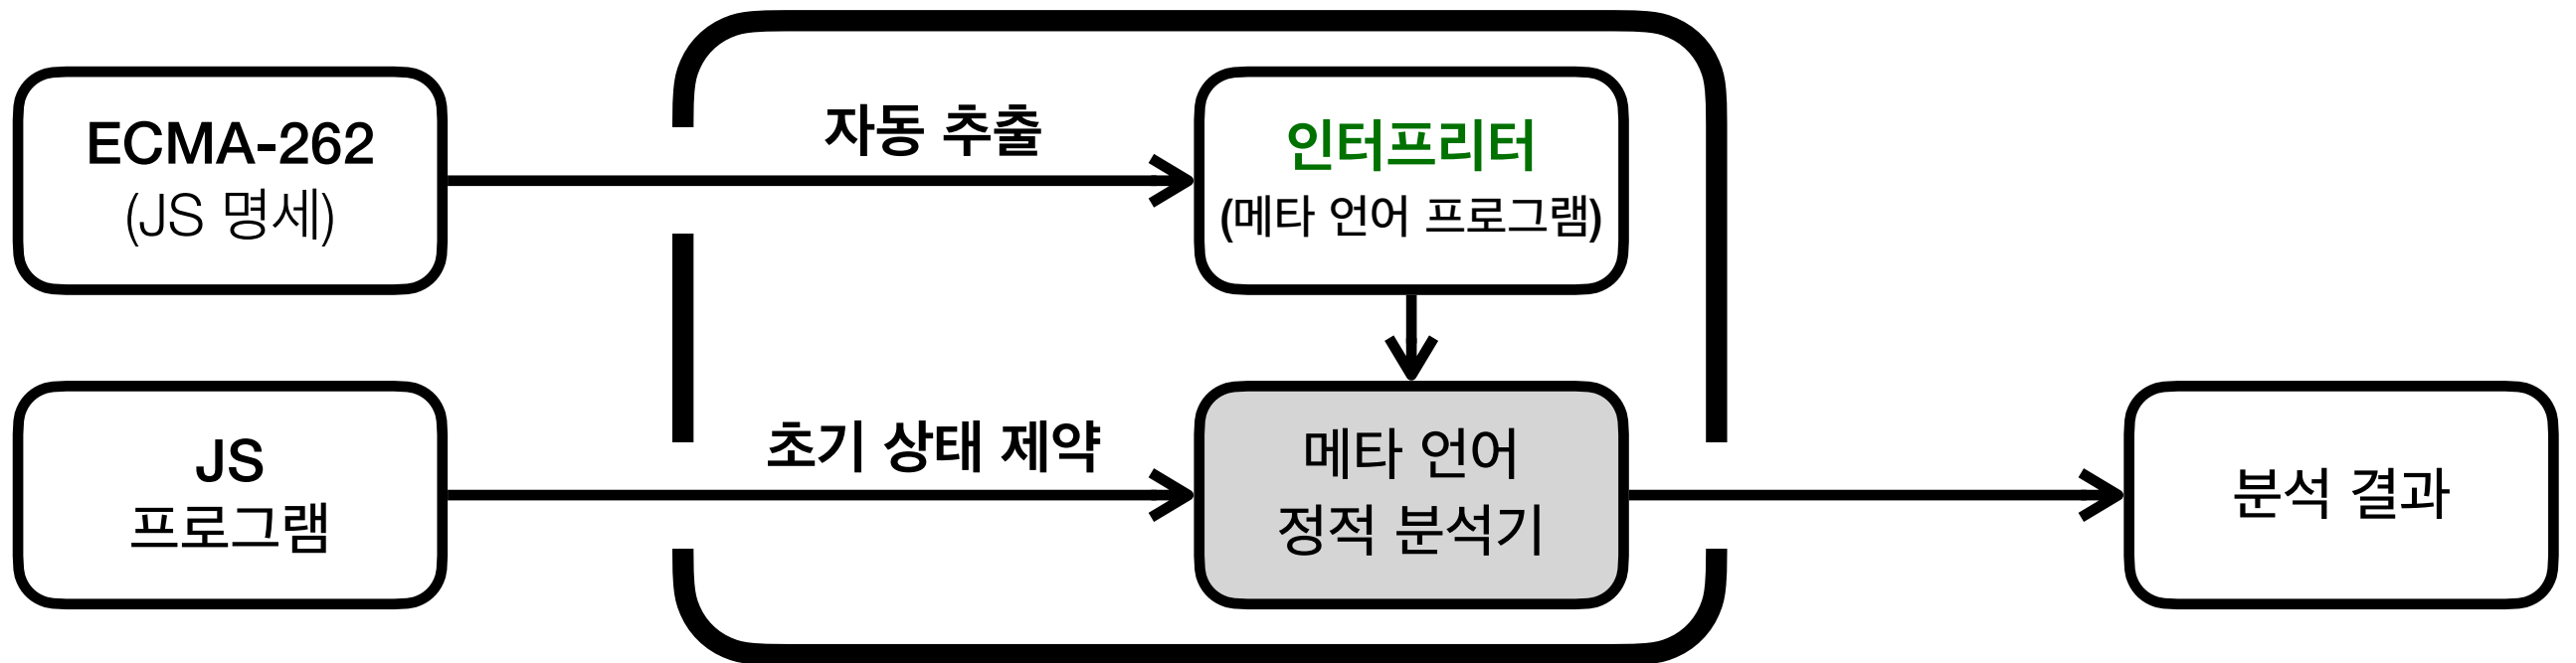 ECMA-262
(JS 명세)
자동 추출
인터프리터
(메타 언어 프로그램)
JS
프로그램
초기 상태 제약
메타 언어
정적 분석기
분석 결과